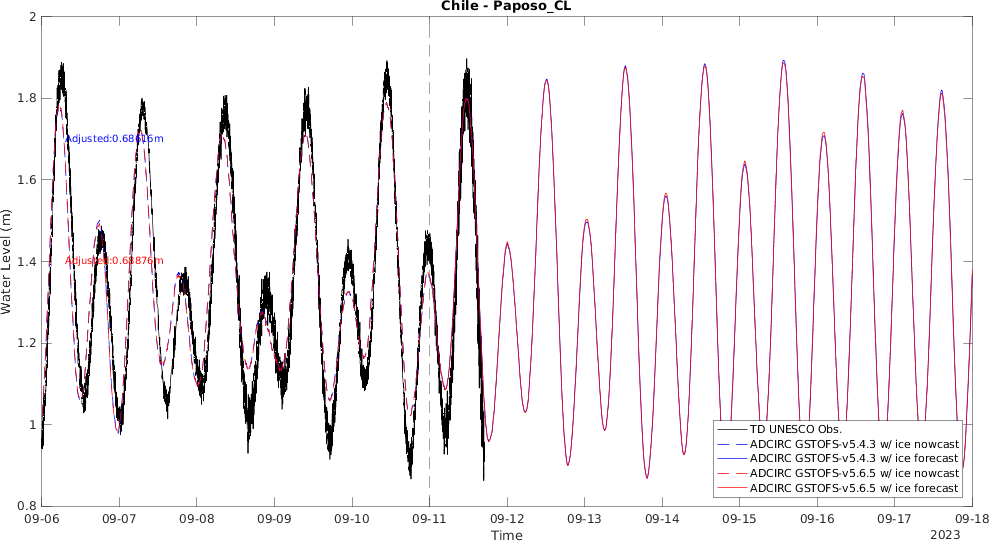 Chile - Paposo_CL
2
1.8
1.6
1.4
1.2
1
0.8
Water Level (m)
Adjusted:0.68616m
Adjusted:0.68876m
TD UNESCO Obs.
ADCIRC GSTOFS-v5.4.3 w/ ice nowcast
ADCIRC GSTOFS-v5.4.3 w/ ice forecast
ADCIRC GSTOFS-v5.6.5 w/ ice nowcast
ADCIRC GSTOFS-v5.6.5 w/ ice forecast
09-06 09-07 09-08 09-09 09-10 09-11 09-12 09-13 09-14 09-15 09-16 09-17 09-18
Time
2023